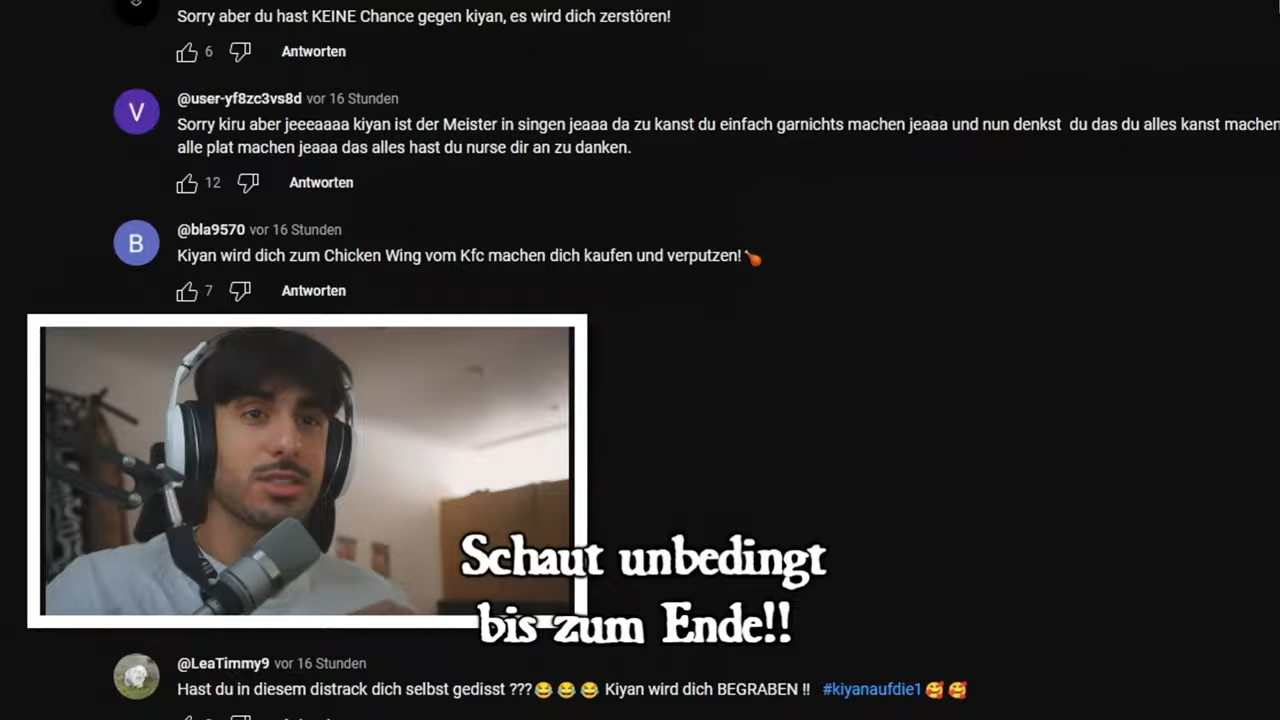 Sorry aber du hast KEINE Chance gegen kiyan, es wird dich zerstören!
6 Antworten
V
@user-yf8zc3vs8d vor 16 Stunden
Sorry kiru aber jeeeaaaa kiyan ist der Meister in singen jeaaa da zu kanst du einfach garnichts machen jeaaa und nun denkst du das du alles kanst machen
alle plat machen jeaaa das alles hast du nurse dir an zu danken.
12 Antworten
B
@bla9570 vor 16 Stunden
Kiyan wird dich zum Chicken Wing vom Kfc machen dich kaufen und verputzen!🍗
7 Antworten
Schaut unbedingt
bis zum Ende!!
@LeaTimmy9 vor 16 Stunden
Hast du in diesem distrack dich selbst gedisst ???😂😂😂 Kiyan wird dich BEGRABEN !! #kiyanaufdie1🥰🥰